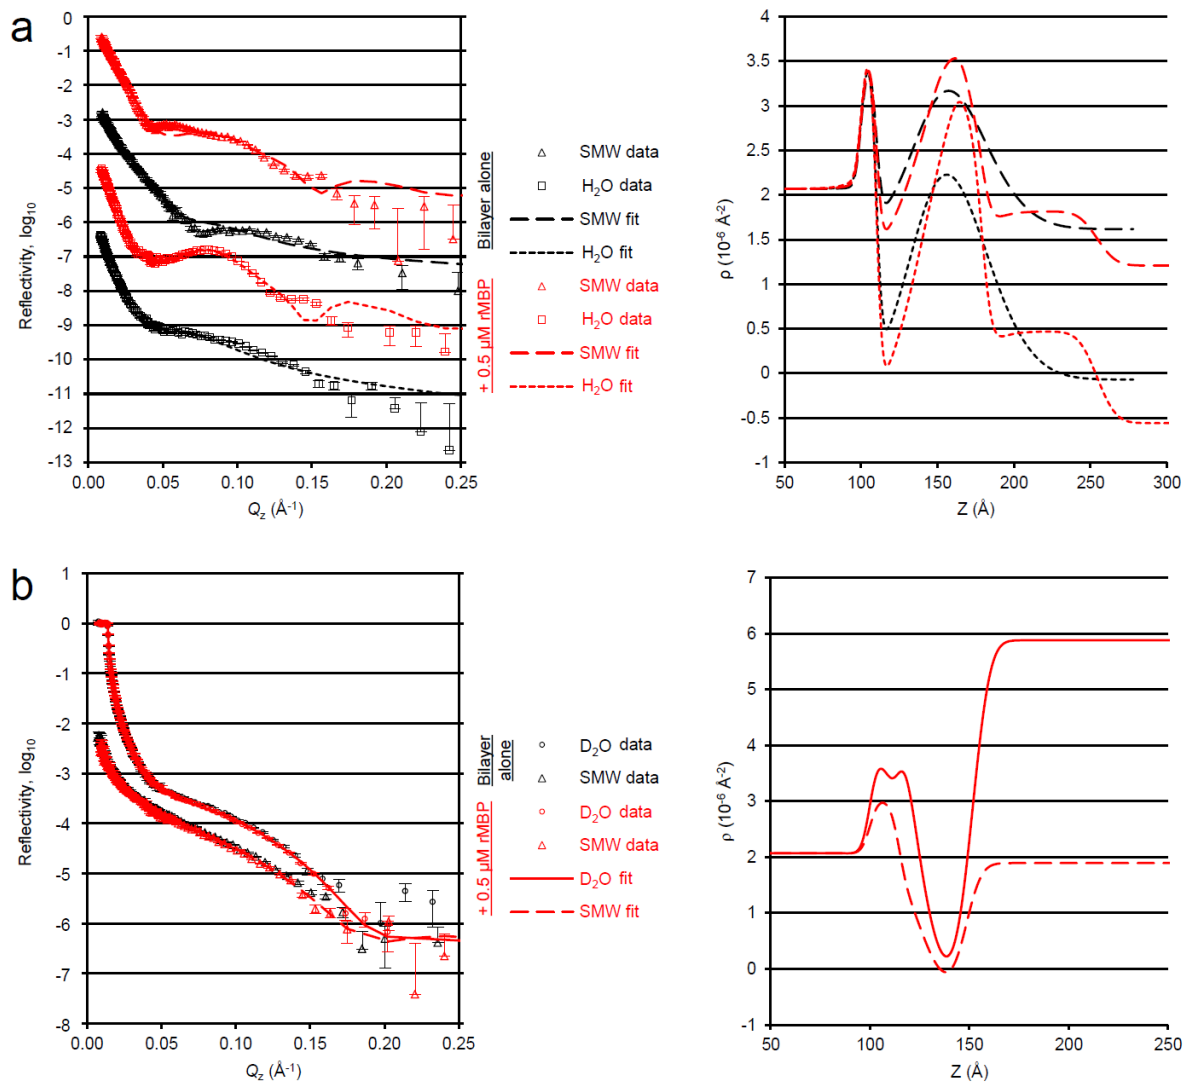 a
0
-1
-2
-3
-4
-5
-6
-7
-8
-9
-10
-11
-12
-13
0.00 0.05 0.10 0.15 0.20 0.25
Reflectivity, log10
Qz (Å-1)
Bilayer alone
SMW data
H2O data
SMW fit
H2O fit
+ 0.5 µM rMBP
SMW data
H2O data
SMW fit
H2O fit
4
3.5
3
2.5
2
1.5
1
0.5
0
-0.5
-1
50 100 150 200 250 300
ρ (10-6 Å-2)
Z (Å)
b
1
0
-1
-2
-3
-4
-5
-6
-7
-8
0.00 0.05 0.10 0.15 0.20 0.25
Reflectivity, log10
Qz (Å-1)
Bilayer
alone
D2O data
SMW data
+ 0.5 µM rMBP
D2O data
SMW data
D2O fit
SMW fit
7
6
5
4
3
2
1
0
-1
50 100 150 200 250
ρ (10-6 Å-2)
Z (Å)